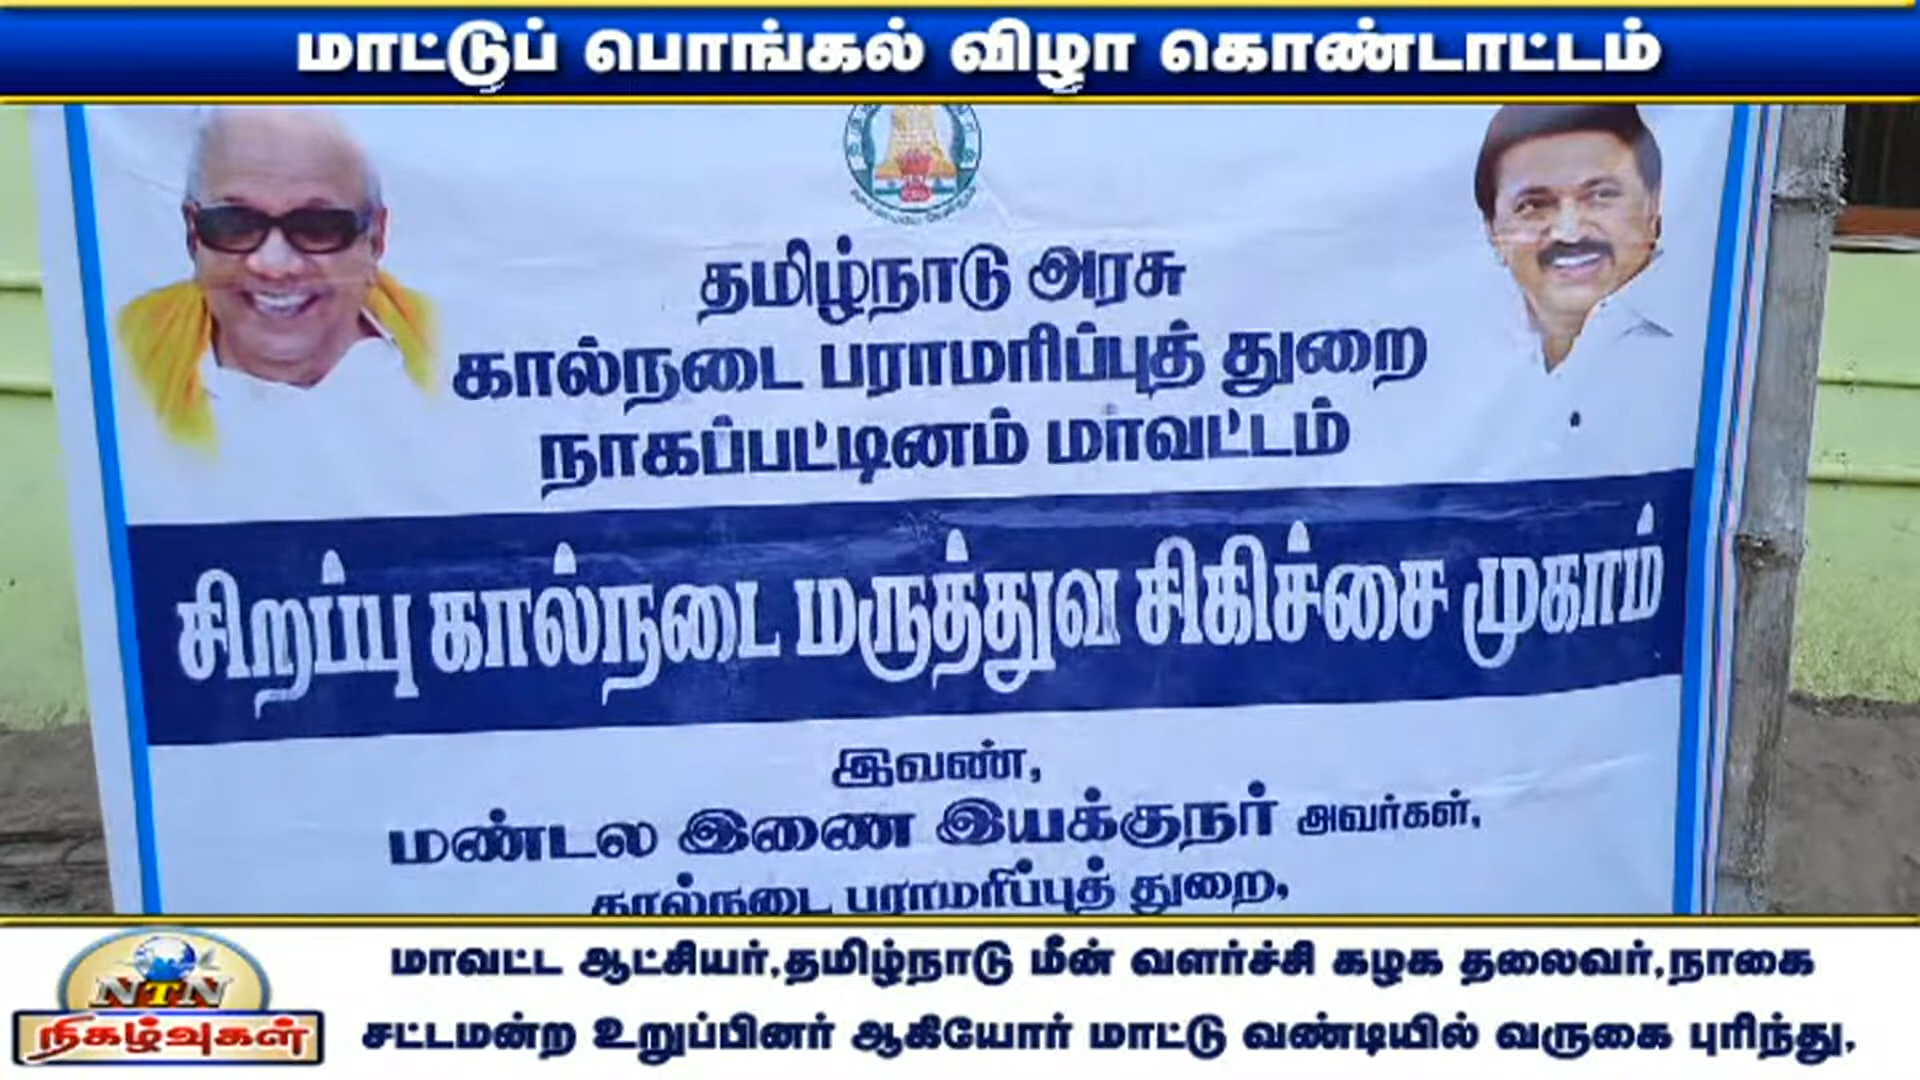 மாட்டுப் பொங்கல் விழா கொண்டாட்டம்
தமிழ்நாடு அரசு
கால்நடை பராமரிப்புத் துறை
நாகப்பட்டினம் மாவட்டம்
சிறப்பு கால்நடை மருத்துவ சிகிச்சை முகாம்
இவண்,
மண்டல இணை இயக்குநர் அவர்கள்,
கால்நடை பராமரிப்புத் துறை,
NTN
நிகழ்வுகள்
மாவட்ட ஆட்சியர்,தமிழ்நாடு மீன் வளர்ச்சி கழக தலைவர்,நாகை
சட்டமன்ற உறுப்பினர் ஆகியோர் மாட்டு வண்டியில் வருகை புரிந்து,